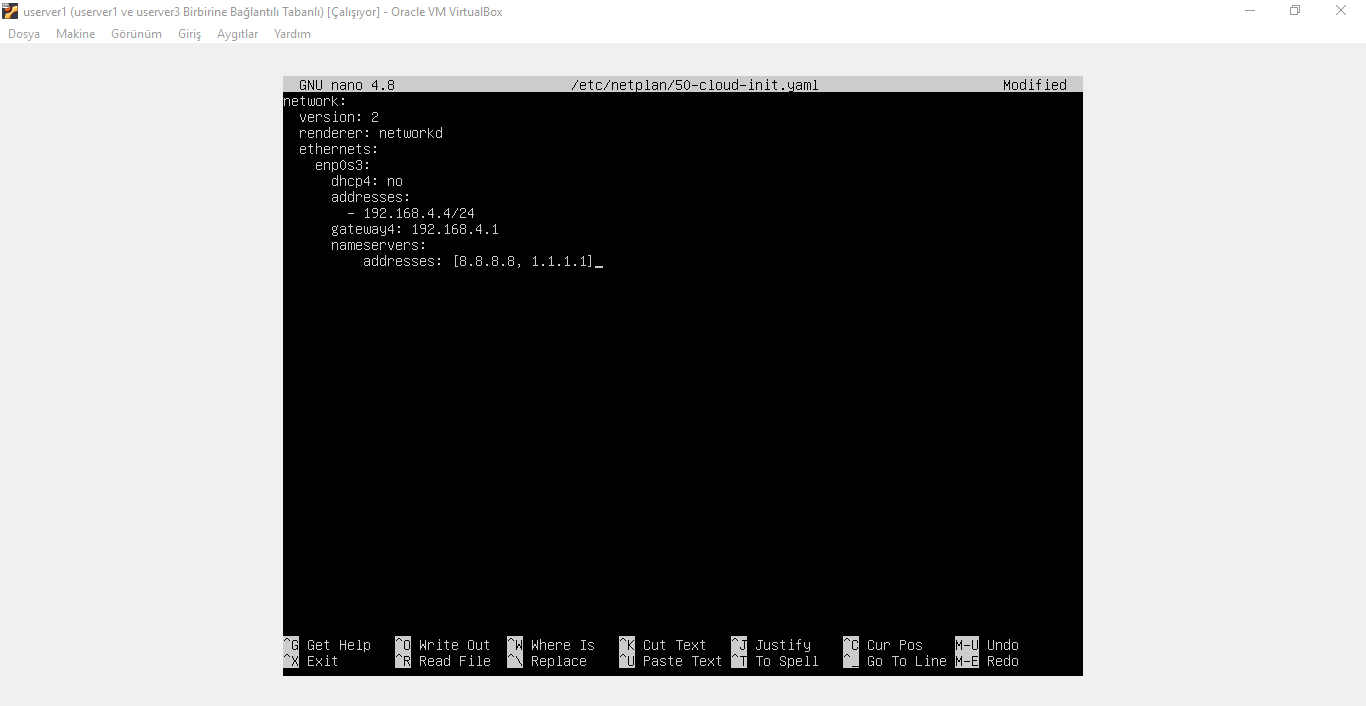 userver1 (userver1 ve userver3 Birbirine Bağlantılı Tabanlı) [Çalışıyor] - Oracle VM VirtualBox
Dosya Makine Görünüm Giriş Aygıtlar Yardım
GNU nano 4.8 /etc/netplan/50-cloud-init.yaml Modified
network:
  version: 2
  renderer: networkd
  ethernets:
    enp0s3:
      dhcp4: no
      addresses:
        - 192.168.4.4/24
      gateway4: 192.168.4.1
      nameservers:
          addresses: [8.8.8.8, 1.1.1.1]_
^G Get Help ^O Write Out ^W Where Is ^K Cut Text ^J Justify ^C Cur Pos M-U Undo
^X Exit ^R Read File ^\ Replace ^U Paste Text ^T To Spell ^_ Go To Line M-E Redo